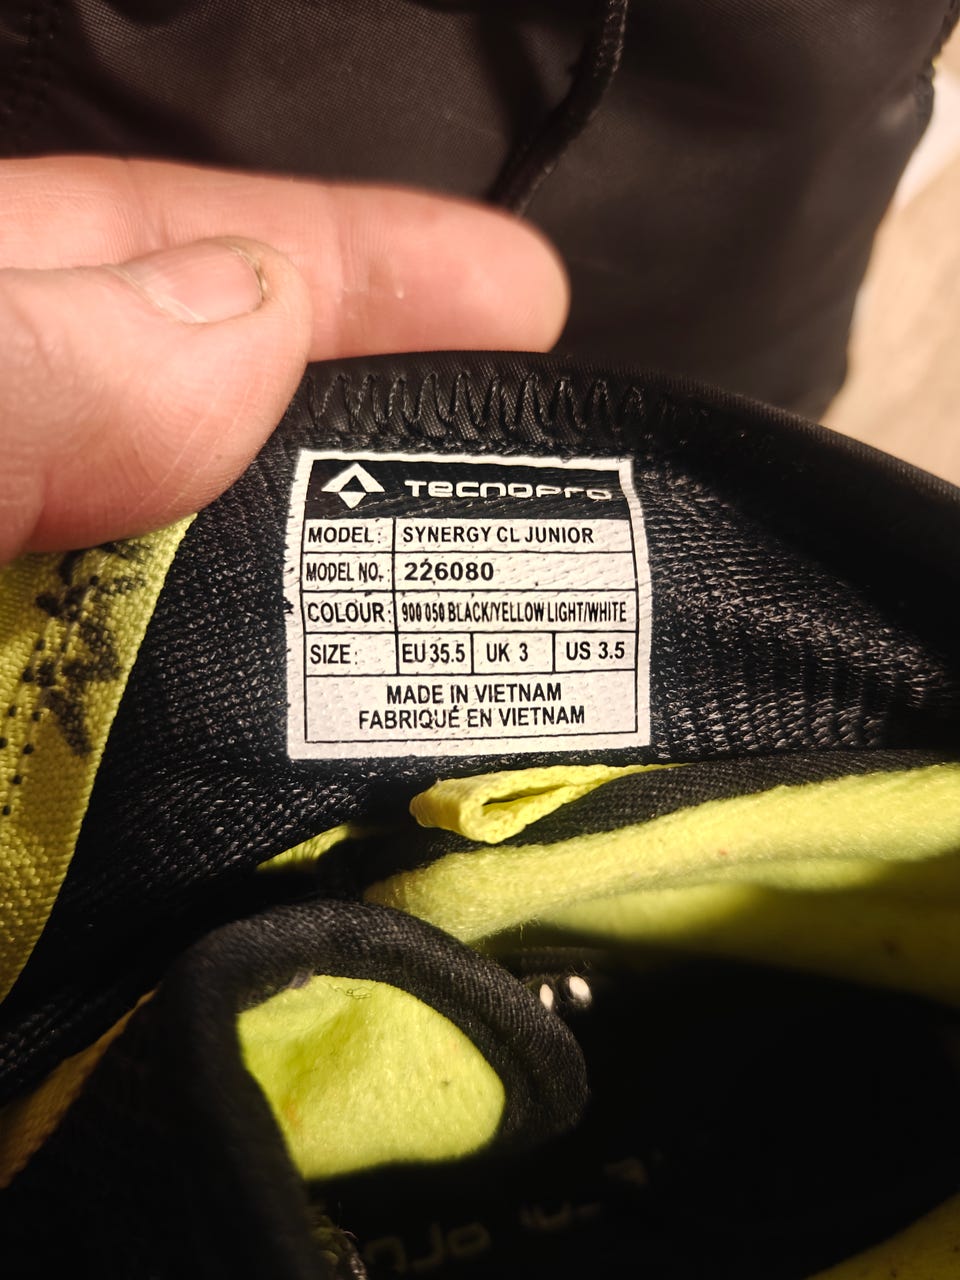 TECNOPRO
MODEL: SYNERGY CL JUNIOR
MODEL NO. 226080
COLOUR: 900 050 BLACK/YELLOW LIGHT/WHITE
SIZE: EU 35.5 UK 3 US 3.5
MADE IN VIETNAM
FABRIQUÉ EN VIETNAM